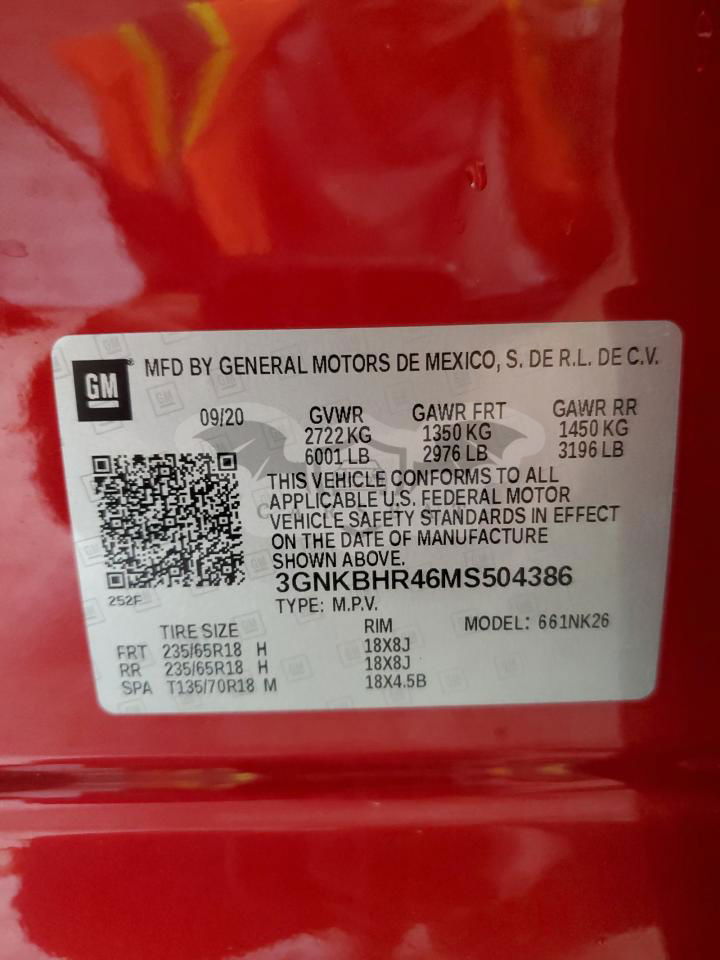 GM
MFD BY GENERAL MOTORS DE MEXICO, S. DE R.L. DE C.V.
09/20 GVWR GAWR FRT GAWR RR
2722 KG 1350 KG 1450 KG
6001 LB 2976 LB 3196 LB
THIS VEHICLE CONFORMS TO ALL
APPLICABLE U.S. FEDERAL MOTOR
VEHICLE SAFETY STANDARDS IN EFFECT
ON THE DATE OF MANUFACTURE
SHOWN ABOVE.
3GNKBHR46MS504386
252F
TYPE: M.P.V.
TIRE SIZE RIM MODEL: 661NK26
FRT 235/65R18 H 18X8J
RR 235/65R18 H 18X8J
SPA T135/70R18 M 18X4.5B